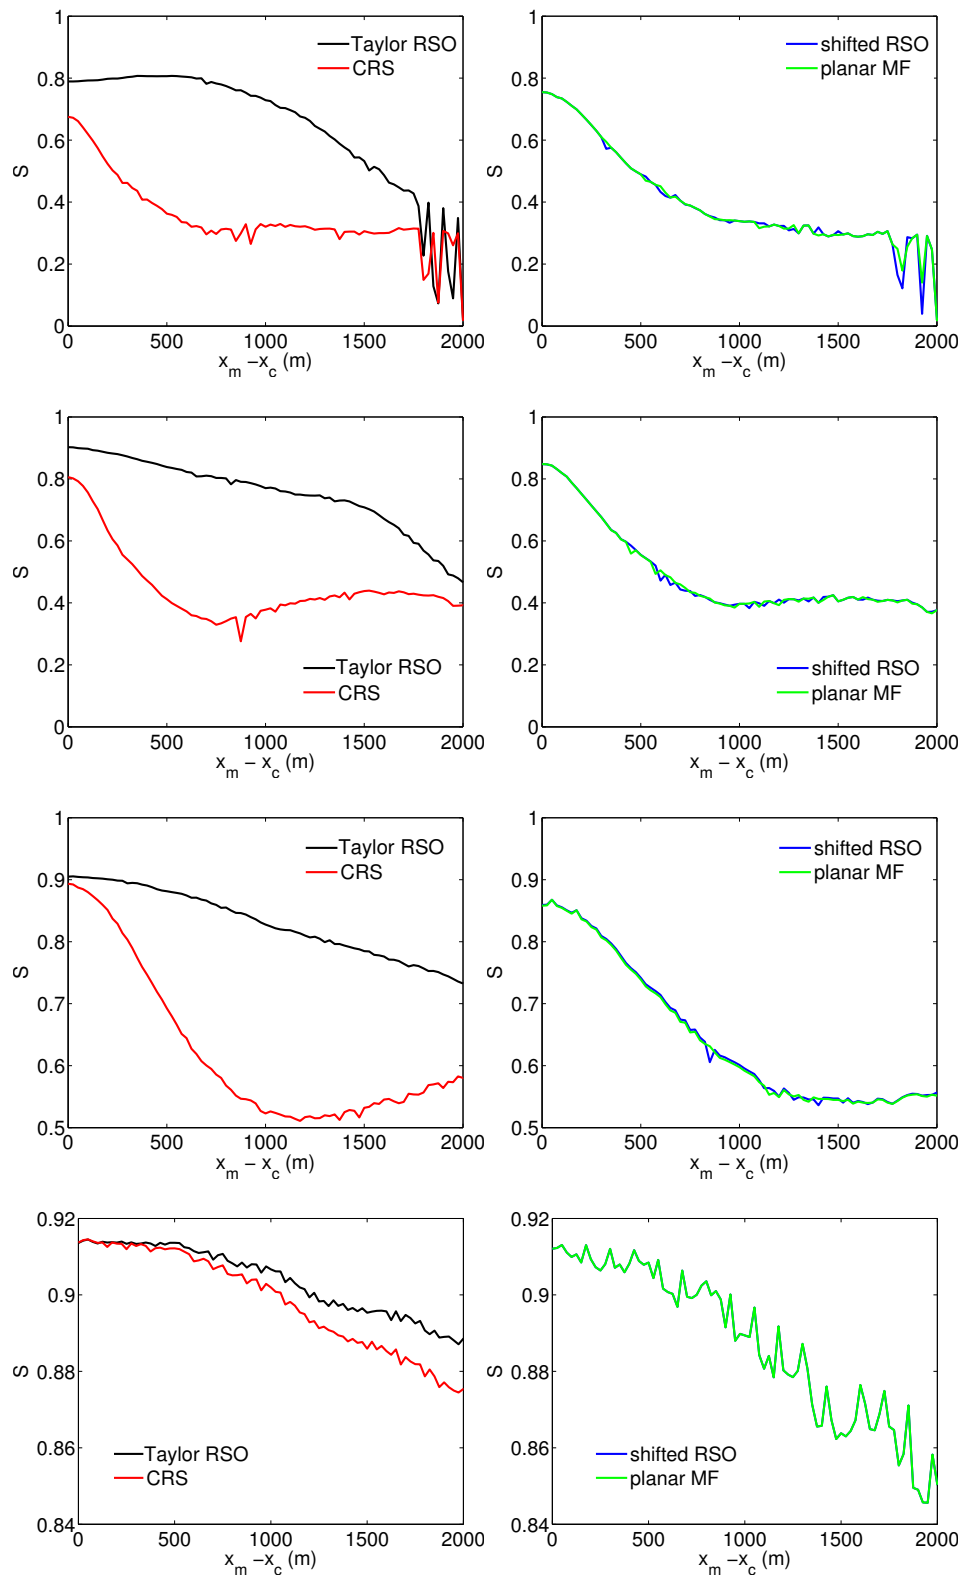 1
0.8
0.6
0.4
0.2
0
S
Taylor RSO
CRS
0 500 1000 1500 2000
x_m −x_c (m)
1
0.8
0.6
0.4
0.2
0
S
shifted RSO
planar MF
0 500 1000 1500 2000
x_m −x_c (m)
1
0.8
0.6
0.4
0.2
0
S
Taylor RSO
CRS
0 500 1000 1500 2000
x_m − x_c (m)
1
0.8
0.6
0.4
0.2
0
S
shifted RSO
planar MF
0 500 1000 1500 2000
x_m − x_c (m)
1
0.9
0.8
0.7
0.6
0.5
S
Taylor RSO
CRS
0 500 1000 1500 2000
x_m − x_c (m)
1
0.9
0.8
0.7
0.6
0.5
S
shifted RSO
planar MF
0 500 1000 1500 2000
x_m − x_c (m)
0.92
0.9
0.88
0.86
0.84
S
Taylor RSO
CRS
0 500 1000 1500 2000
x_m −x_c (m)
0.92
0.9
0.88
0.86
0.84
S
shifted RSO
planar MF
0 500 1000 1500 2000
x_m −x_c (m)